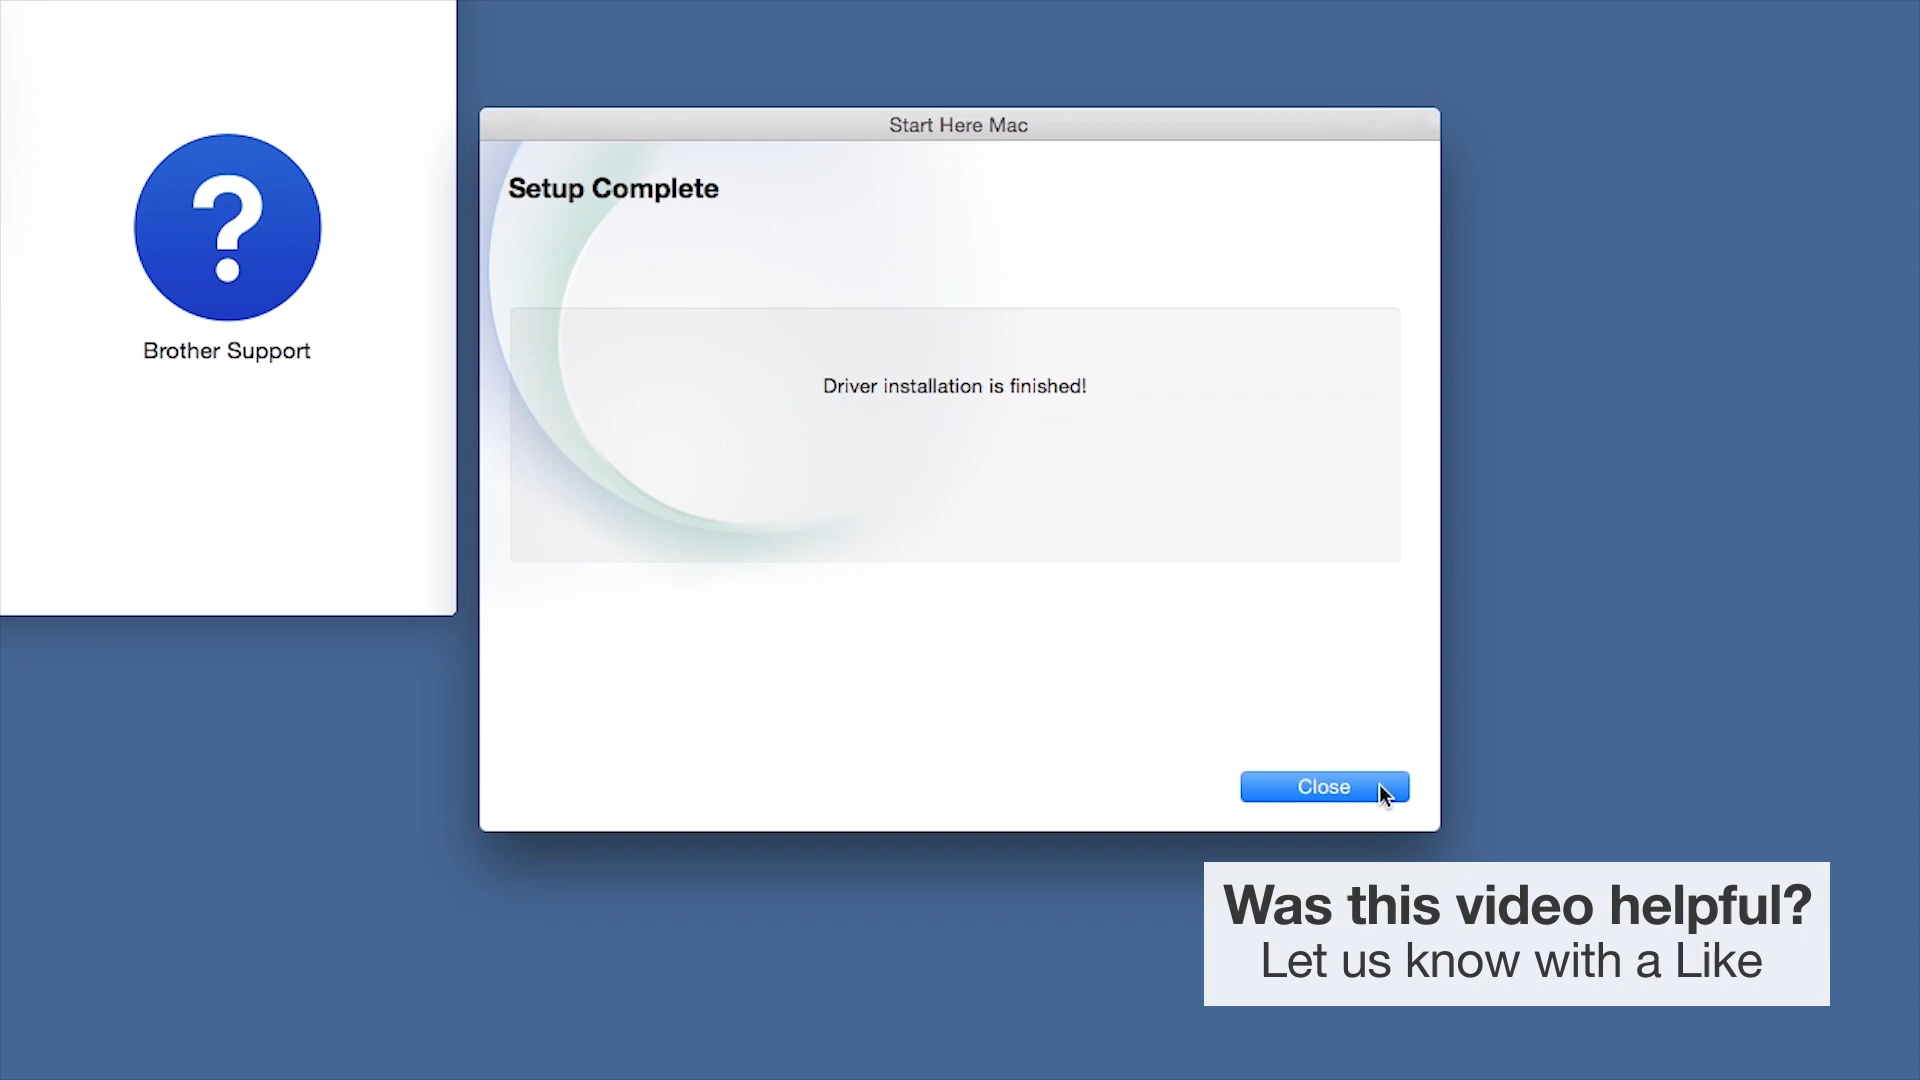 Start Here Mac
Setup Complete
?
Brother Support
Driver installation is finished!
Close
Was this video helpful?
Let us know with a Like